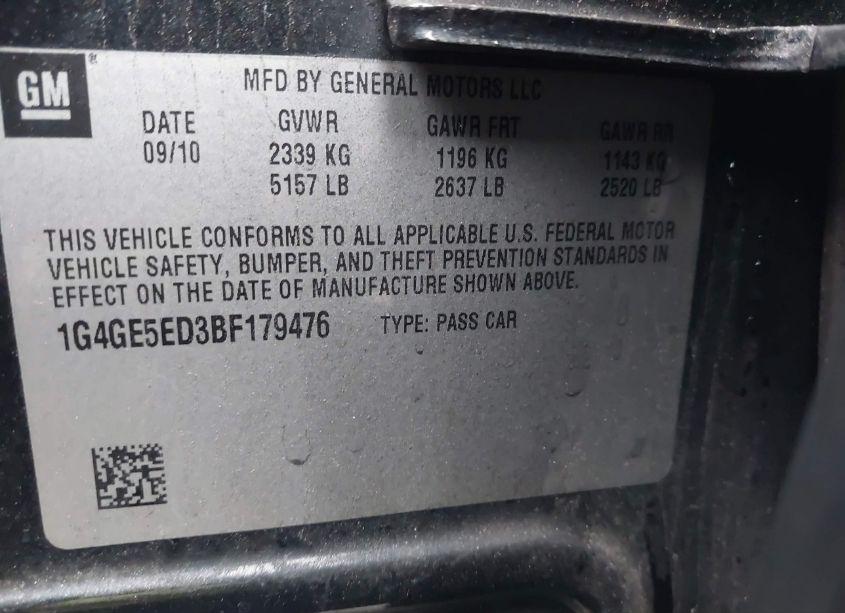 GM®
MFD BY GENERAL MOTORS LLC
DATE GVWR GAWR FRT GAWR RR
09/10 2339 KG 1196 KG 1143 KG
5157 LB 2637 LB 2520 LB
THIS VEHICLE CONFORMS TO ALL APPLICABLE U.S. FEDERAL MOTOR
VEHICLE SAFETY, BUMPER, AND THEFT PREVENTION STANDARDS IN
EFFECT ON THE DATE OF MANUFACTURE SHOWN ABOVE.
1G4GE5ED3BF179476 TYPE: PASS CAR